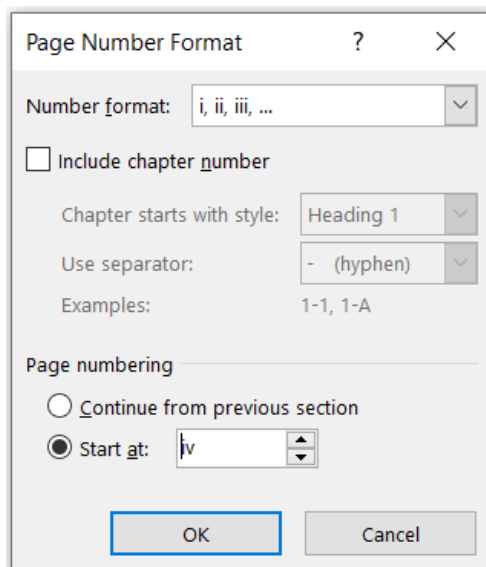 Page Number Format ? ×
Number format: i, ii, iii, ...
Include chapter number
Chapter starts with style: Heading 1
Use separator: - (hyphen)
Examples: 1-1, 1-A
Page numbering
Continue from previous section
Start at: iv
OK Cancel